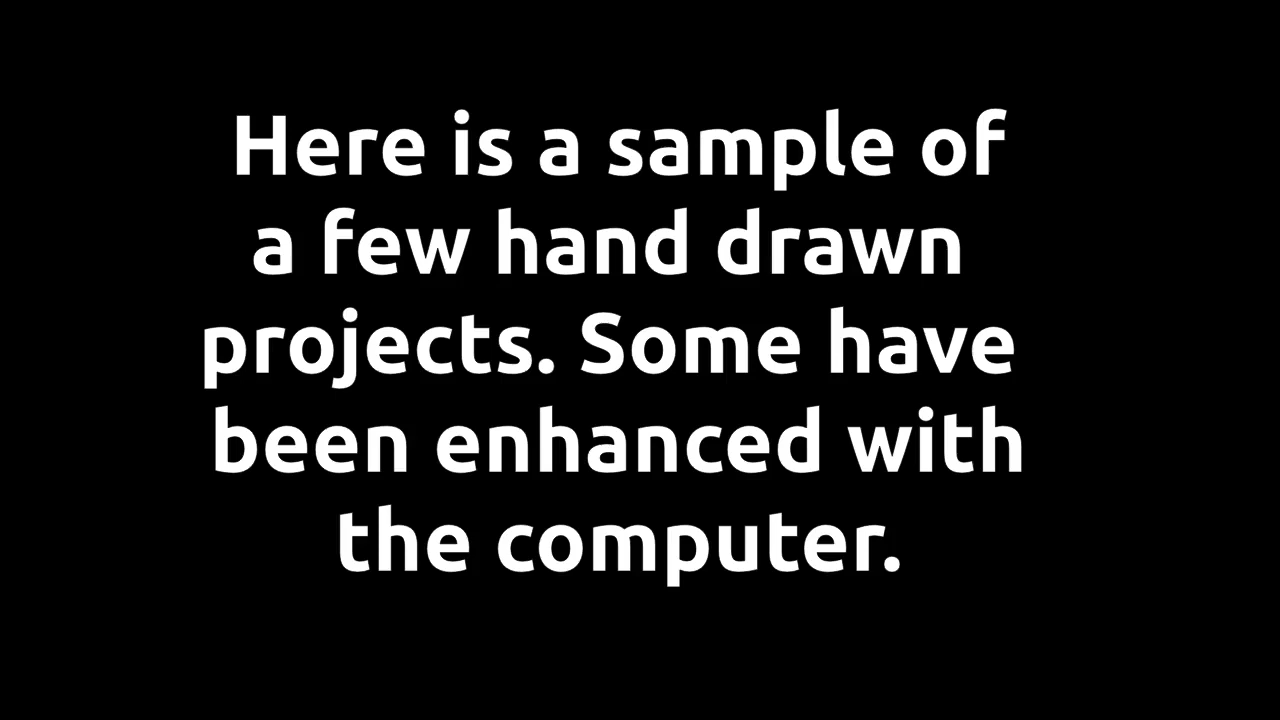 Here is a sample of
a few hand drawn
projects. Some have
been enhanced with
the computer.